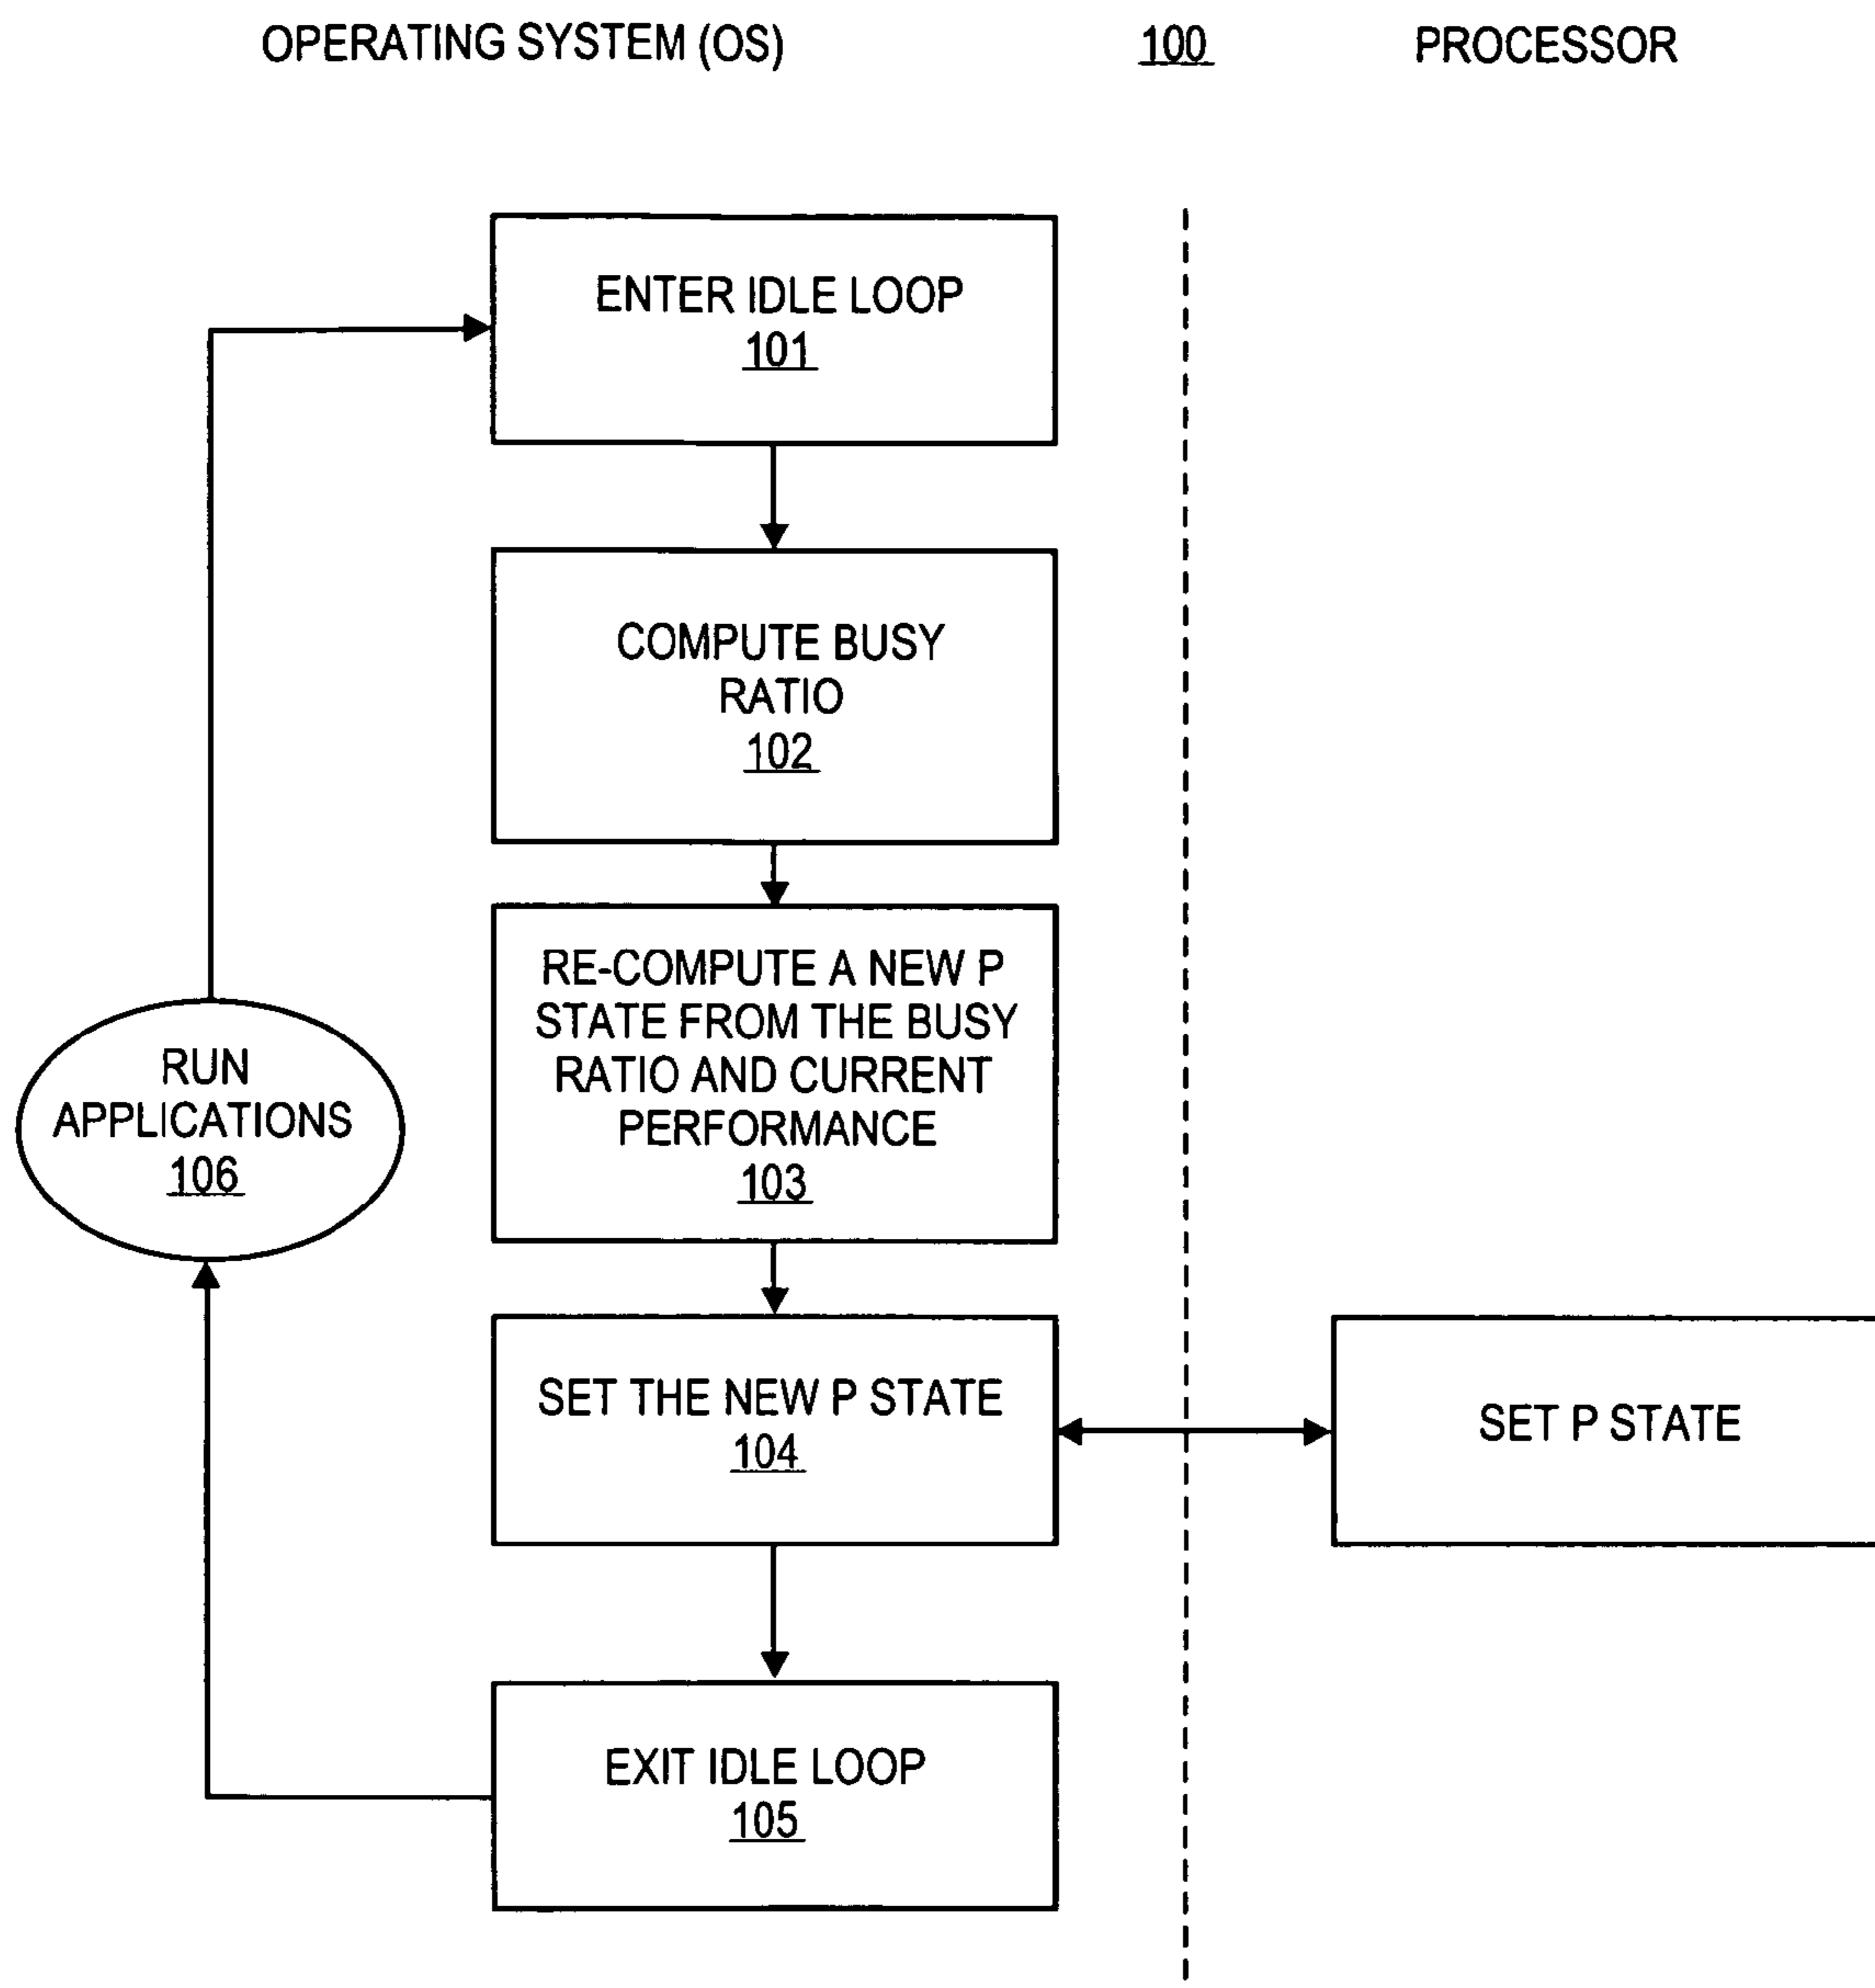 OPERATING SYSTEM (OS)
100
PROCESSOR
ENTER IDLE LOOP
101
COMPUTE BUSY
RATIO
102
RE-COMPUTE A NEW P
STATE FROM THE BUSY
RATIO AND CURRENT
PERFORMANCE
103
RUN
APPLICATIONS
106
SET THE NEW P STATE
104
SET P STATE
EXIT IDLE LOOP
105